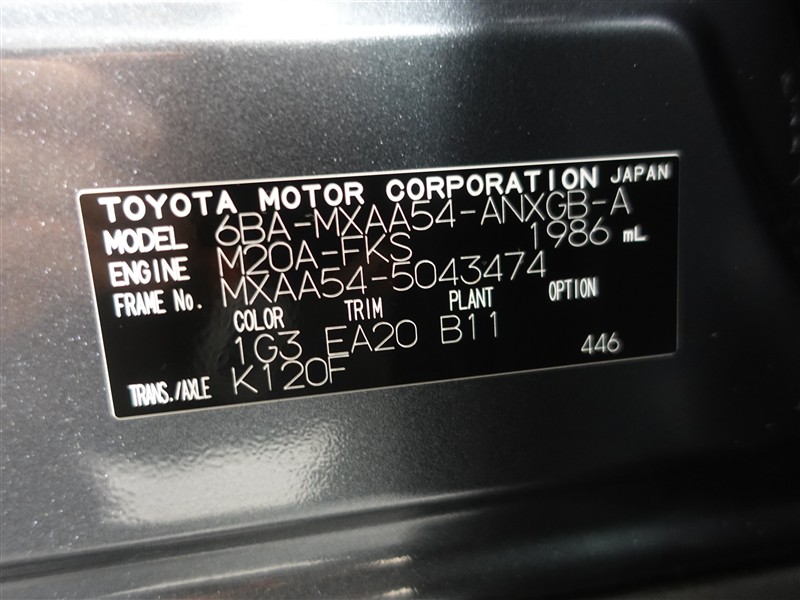 TOYOTA MOTOR CORPORATION JAPAN
MODEL 6BA-MXAA54-ANXGB-A
ENGINE M20A-FKS 1986 mL
FRAME No. MXAA54-5043474
COLOR TRIM PLANT OPTION
1G3 EA20 B11
446
TRANS./AXLE K120F